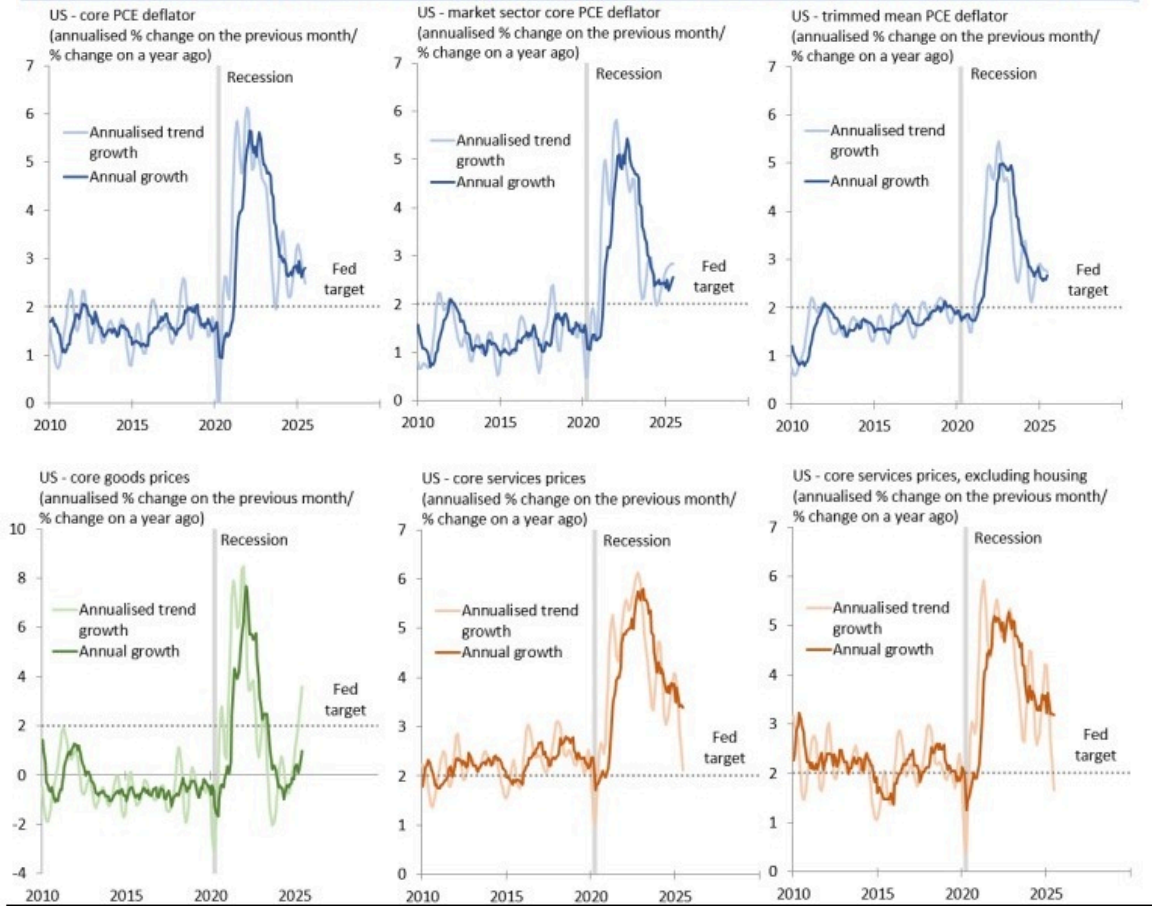 US - core PCE deflator
(annualised % change on the previous month/
% change on a year ago)
7
6
5
4
3
2
1
0
Recession
Annualised trend
growth
Annual growth
Fed
target
2010
2015
2020
2025
US - market sector core PCE deflator
(annualised % change on the previous month/
% change on a year ago)
7
6
5
4
3
2
1
0
Recession
Annualised trend
growth
Annual growth
Fed
target
2010
2015
2020
2025
US - trimmed mean PCE deflator
(annualised % change on the previous month/
% change on a year ago)
7
6
5
4
3
2
1
0
Recession
Annualised trend
growth
Annual growth
Fed
target
2010
2015
2020
2025
US - core goods prices
(annualised % change on the previous month/
% change on a year ago)
10
8
6
4
2
0
-2
-4
Recession
Annualised trend
growth
Annual growth
Fed
target
2010
2015
2020
2025
US - core services prices
(annualised % change on the previous month/
% change on a year ago)
7
6
5
4
3
2
1
0
Recession
Annualised trend
growth
Annual growth
Fed
target
2010
2015
2020
2025
US - core services prices, excluding housing
(annualised % change on the previous month/
% change on a year ago)
7
6
5
4
3
2
1
0
Recession
Annualised trend
growth
Annual growth
Fed
target
2010
2015
2020
2025